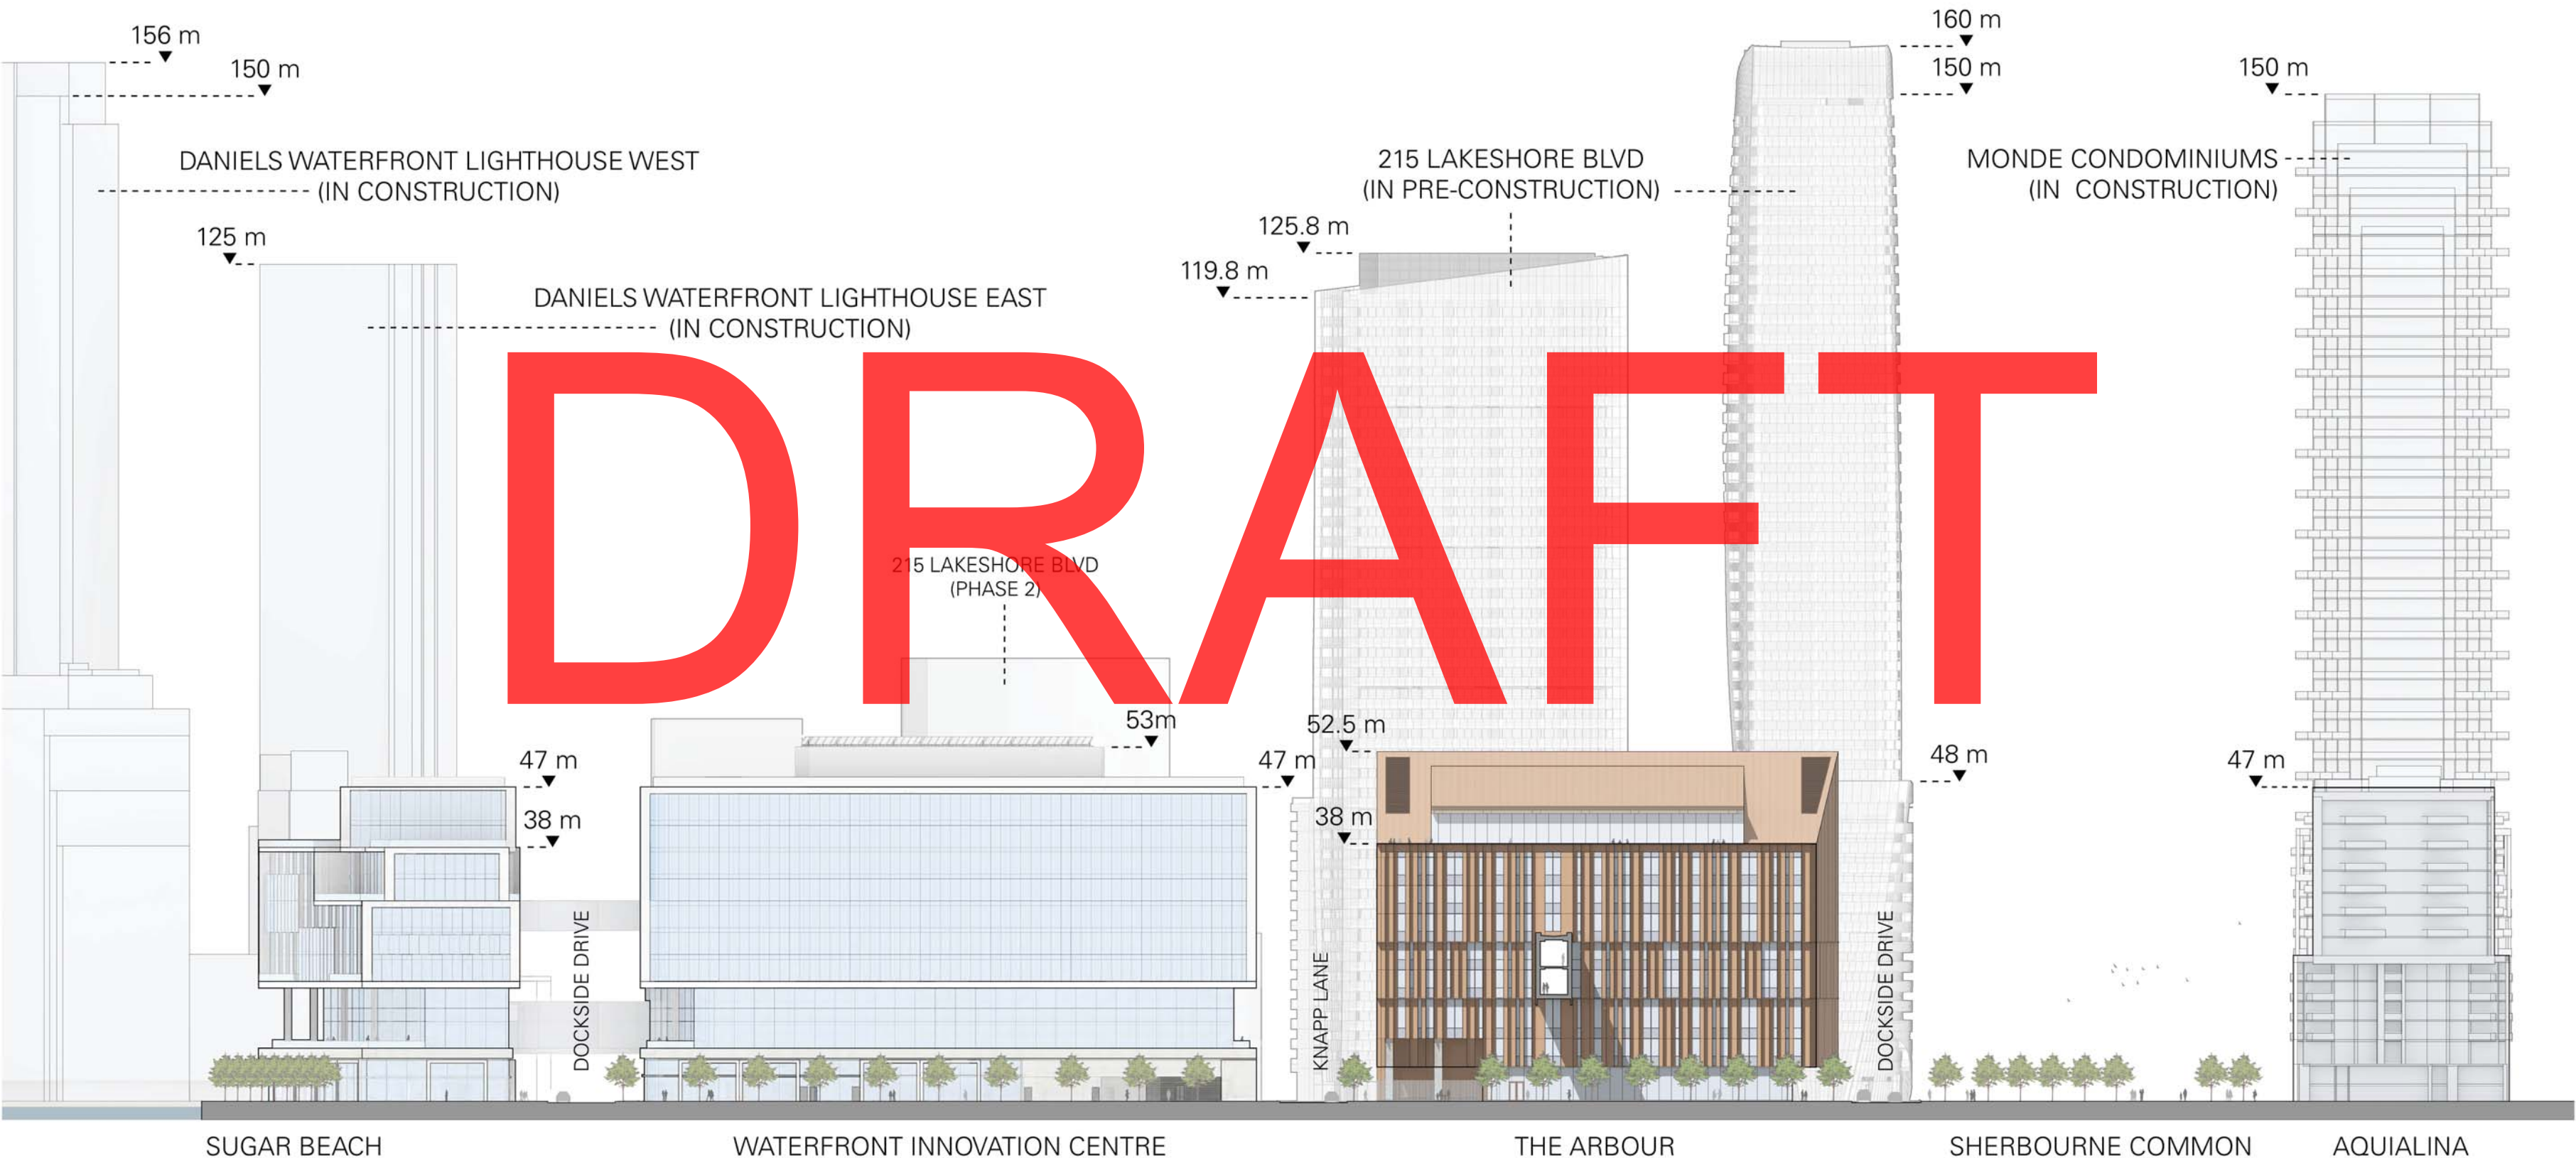 156 m
150 m
DANIELS WATERFRONT LIGHTHOUSE WEST
(IN CONSTRUCTION)
125 m
DANIELS WATERFRONT LIGHTHOUSE EAST
(IN CONSTRUCTION)
160 m
150 m
150 m
215 LAKESHORE BLVD
(IN PRE-CONSTRUCTION)
MONDE CONDOMINIUMS
(IN CONSTRUCTION)
125.8 m
119.8 m
DRAFT
215 LAKESHORE BLVD
(PHASE 2)
53m
52.5 m
47 m
47 m
48 m
47 m
38 m
38 m
DOCKSIDE DRIVE
KNAPP LANE
DOCKSIDE DRIVE
SUGAR BEACH
WATERFRONT INNOVATION CENTRE
THE ARBOUR
SHERBOURNE COMMON
AQUIALINA